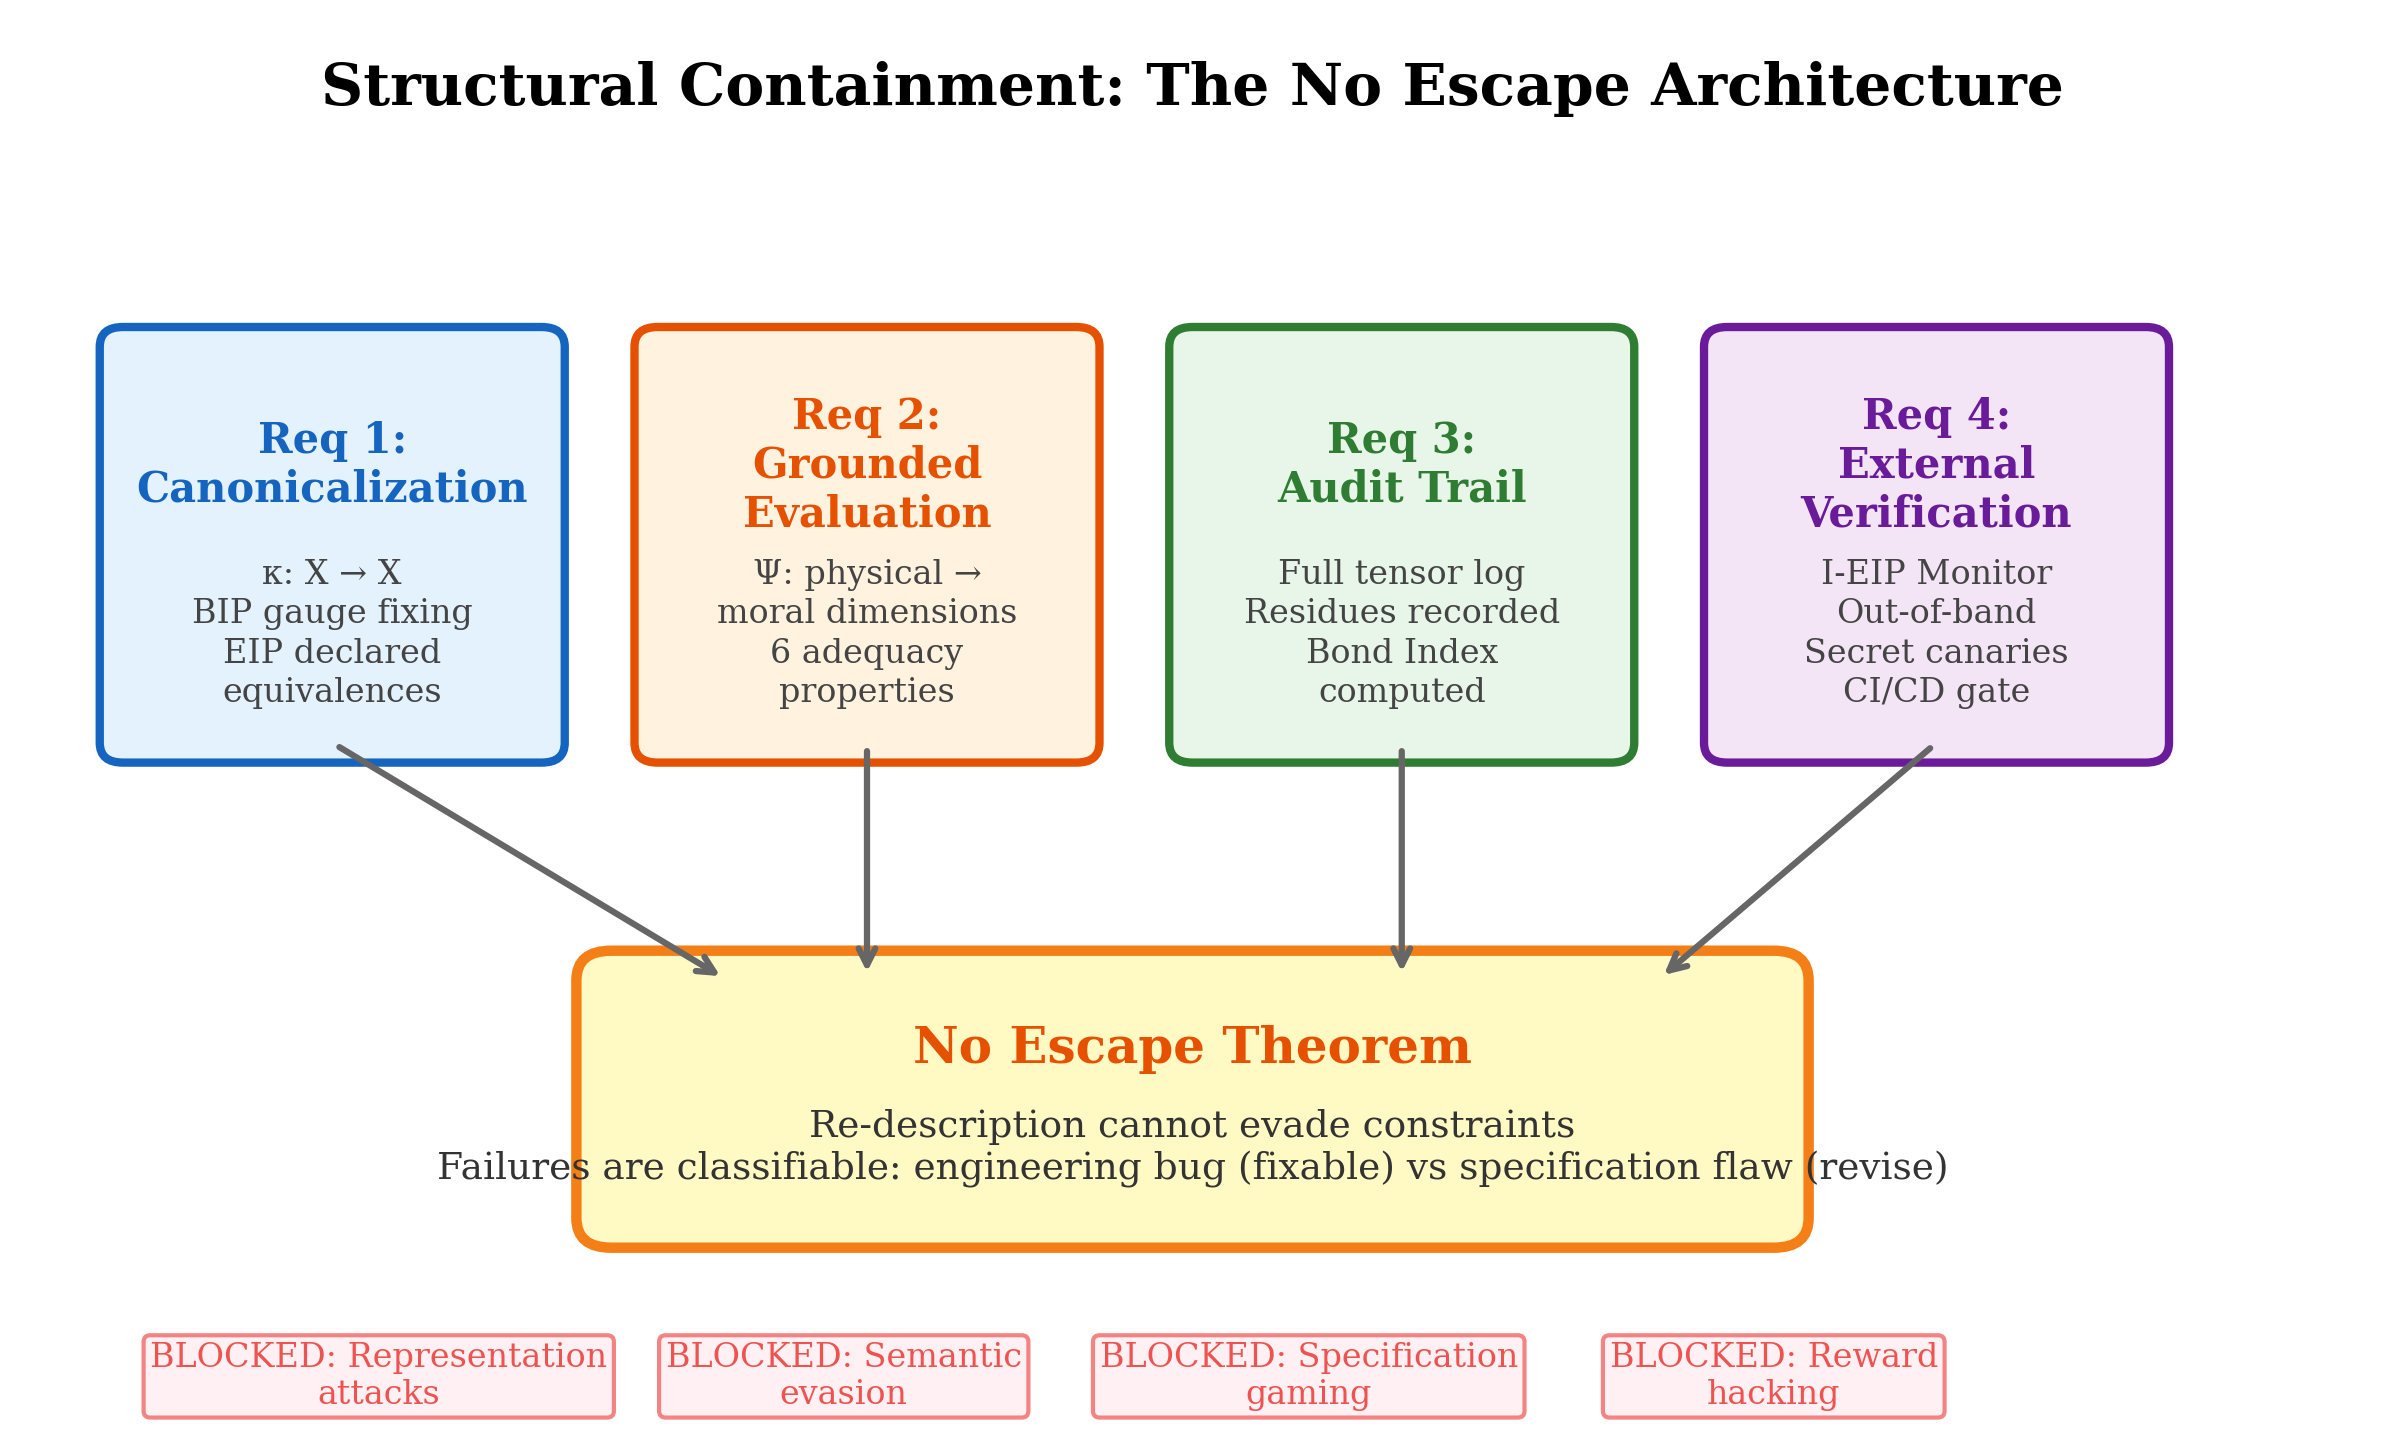 Structural Containment: The No Escape Architecture
Req 1:
Canonicalization
κ: X → X
BIP gauge fixing
EIP declared
equivalences
Req 2:
Grounded
Evaluation
Ψ: physical →
moral dimensions
6 adequacy
properties
Req 3:
Audit Trail
Full tensor log
Residues recorded
Bond Index
computed
Req 4:
External
Verification
I-EIP Monitor
Out-of-band
Secret canaries
CI/CD gate
No Escape Theorem
Re-description cannot evade constraints
Failures are classifiable: engineering bug (fixable) vs specification flaw (revise)
BLOCKED: Representation
attacks
BLOCKED: Semantic
evasion
BLOCKED: Specification
gaming
BLOCKED: Reward
hacking